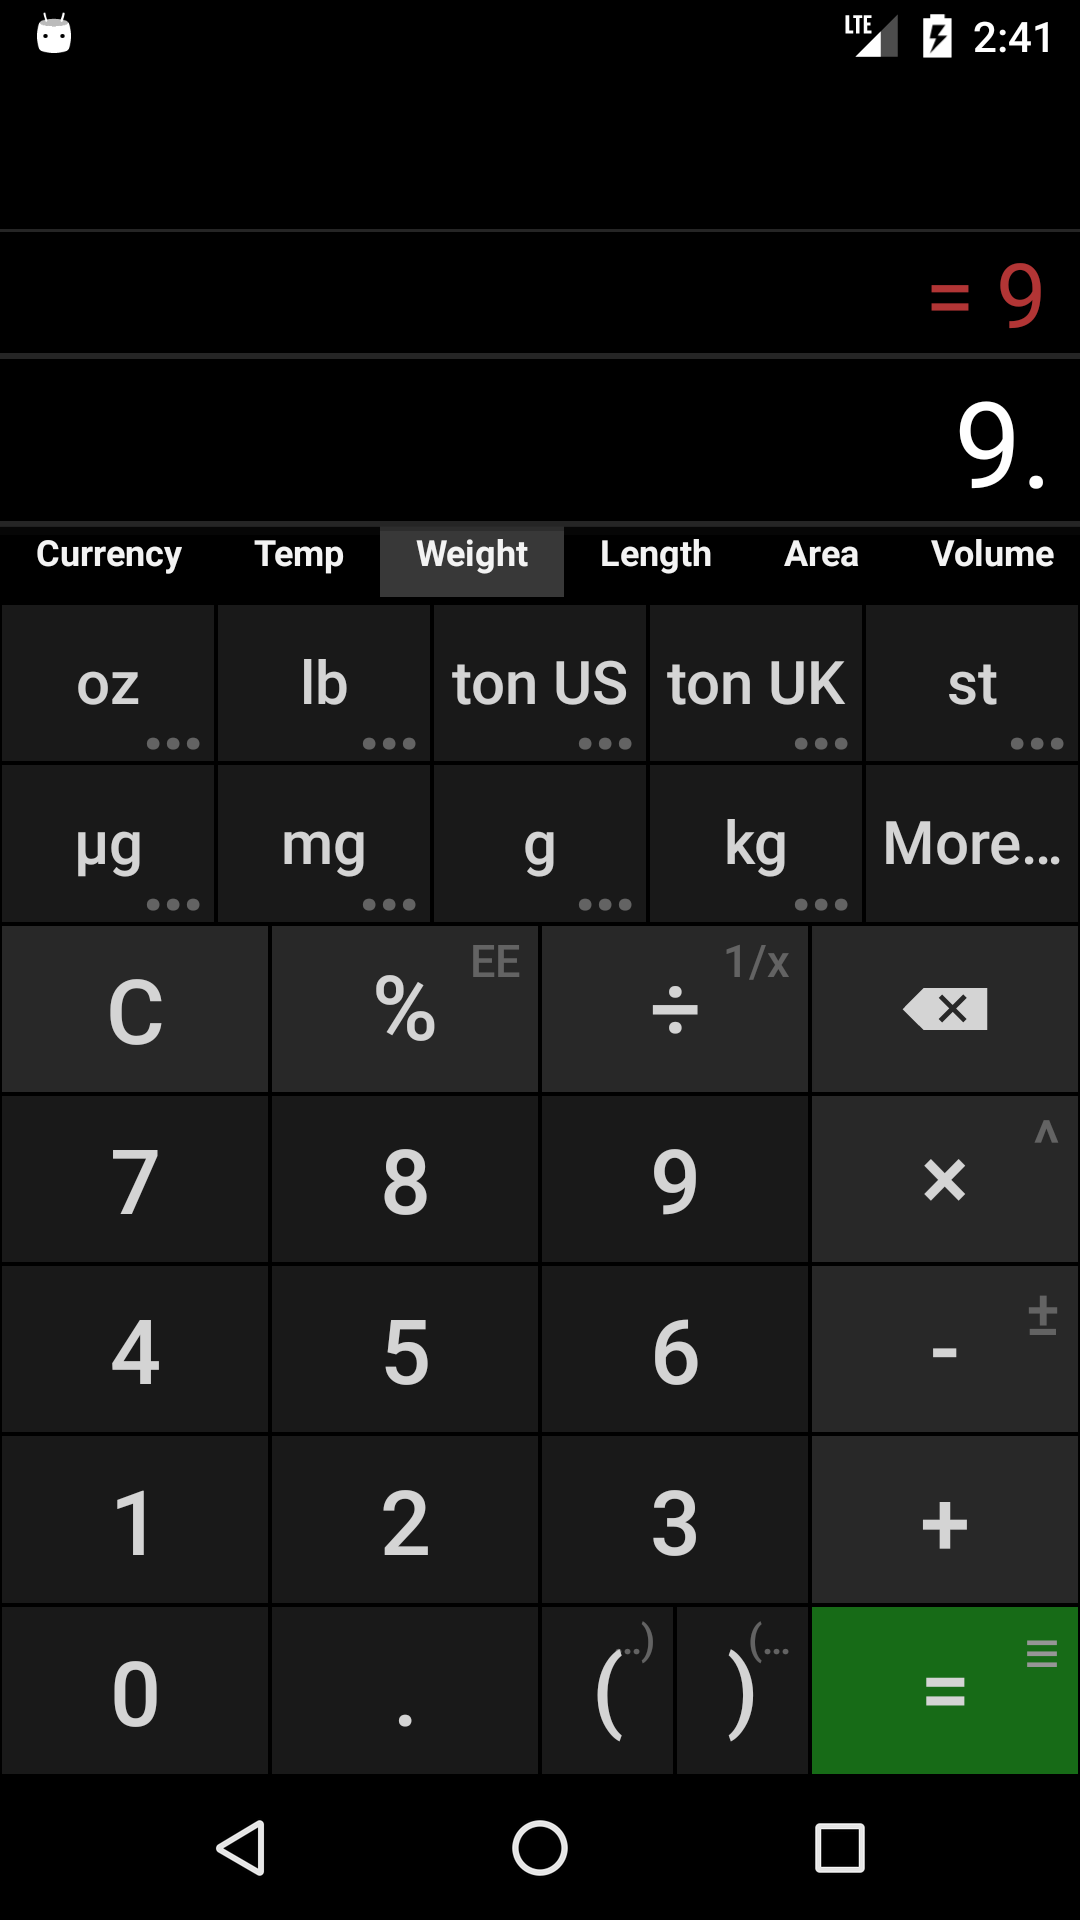 LTE 2:41
= 9
9.
Currency Temp Weight Length Area Volume
oz lb ton US ton UK st
µg mg g kg More...
C % EE ÷ 1/x
7 8 9 × ^
4 5 6 - ±
1 2 3 +
0 . ( ..) ) (... =